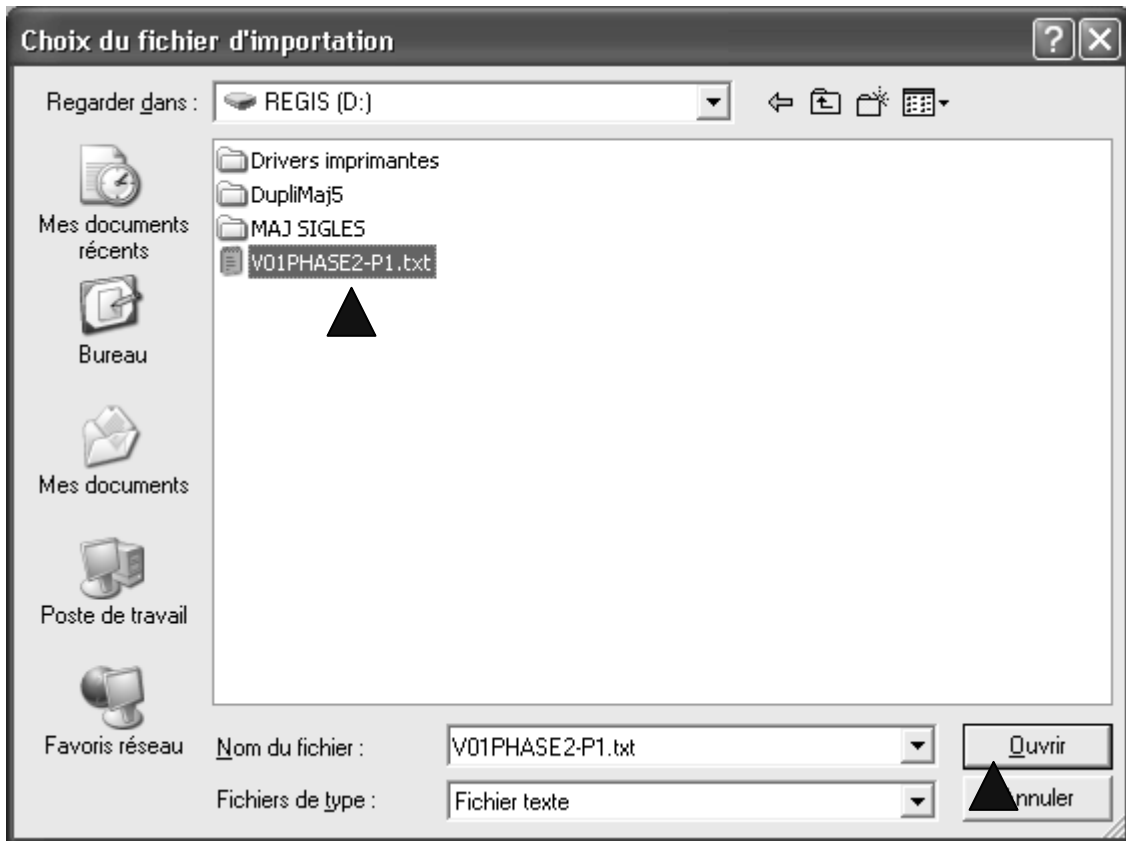 Choix du fichier d'importation
Regarder dans :
REGIS (D:)
Drivers imprimantes
DupliMaj5
MAJ SIGLES
V01PHASE2-P1.txt
Mes documents
récents
Bureau
Mes documents
Poste de travail
Favoris réseau
Nom du fichier :
V01PHASE2-P1.txt
Ouvrir
Fichiers de type :
Fichier texte
Annuler